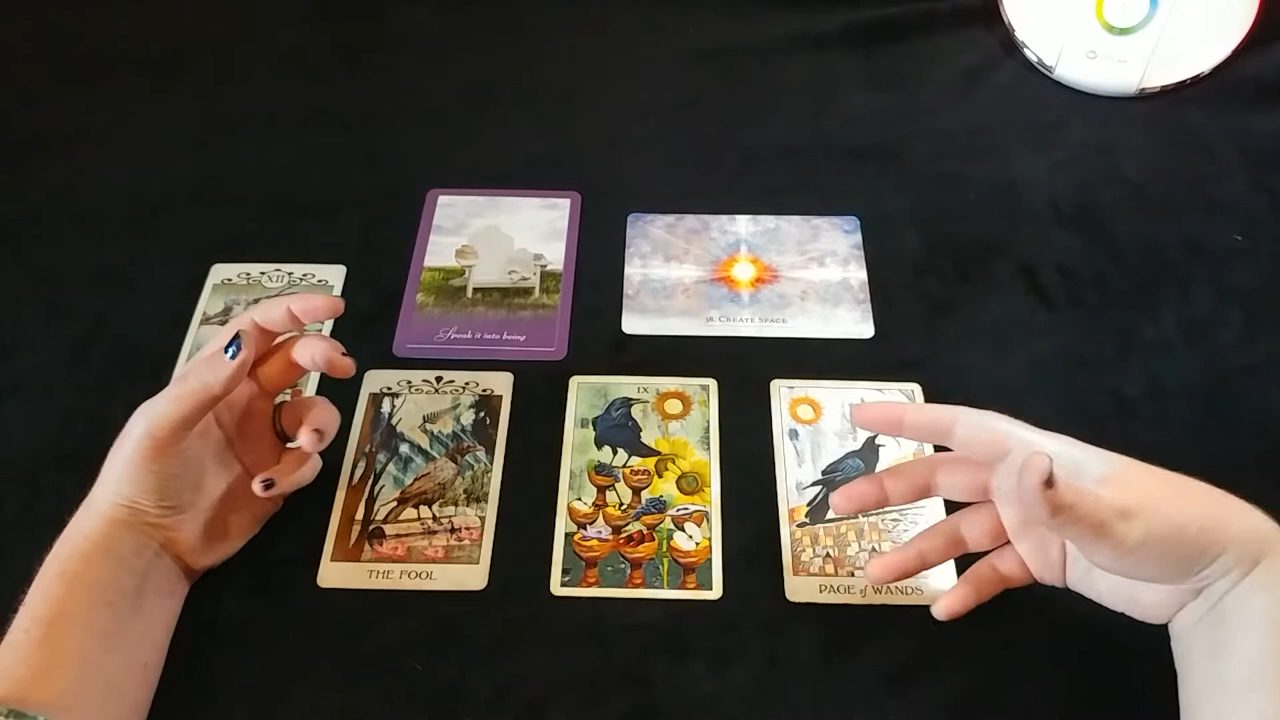 XII
Speak it into being
38. CREATE SPACE
THE FOOL
IX
PAGE of WANDS